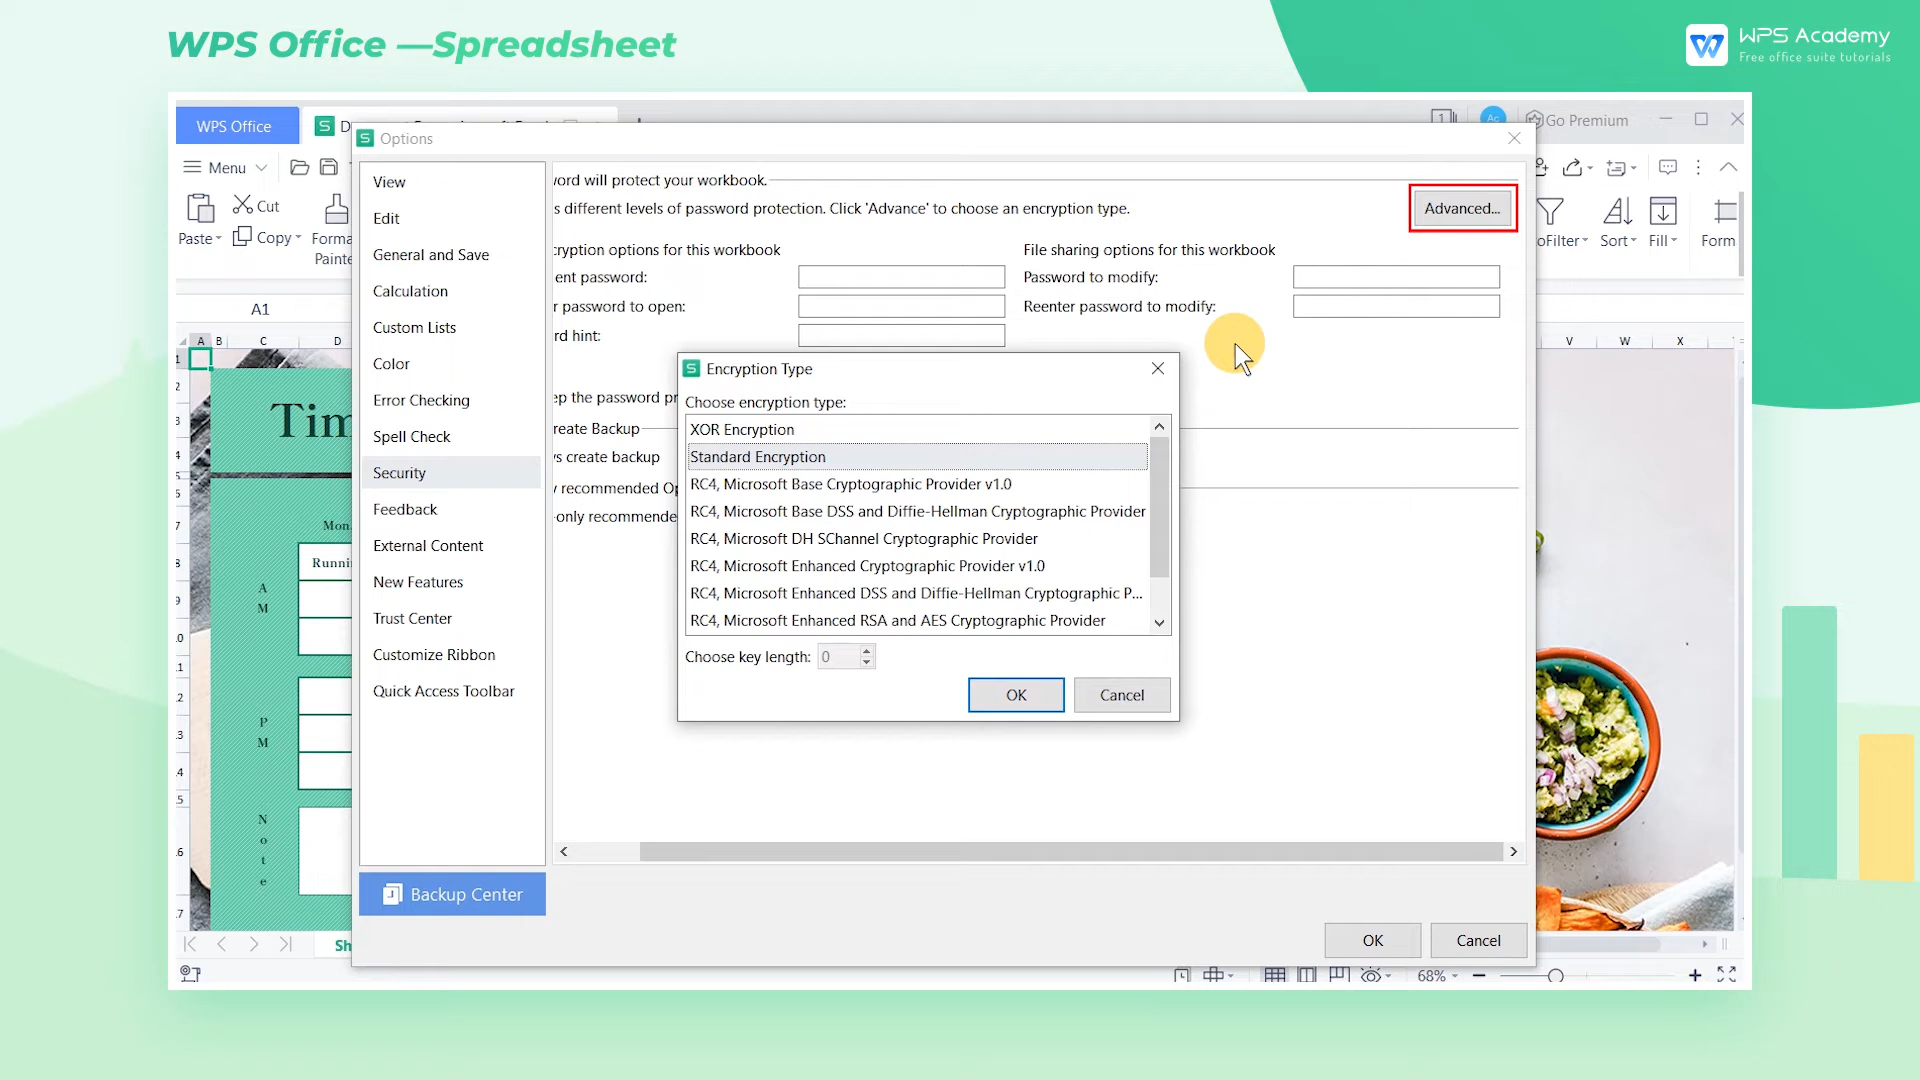 WPS Office —Spreadsheet
WPS Academy
Free office suite tutorials
WPS Office
Go Premium
Options
Menu
Cut
Paste
Copy
Forma
Painte
Filter
Sort
Fill
Form
A1
A B C D
V W X
View
Edit
General and Save
Calculation
Custom Lists
Color
Error Checking
Spell Check
Security
Feedback
External Content
New Features
Trust Center
Customize Ribbon
Quick Access Toolbar
Backup Center
ord will protect your workbook.
s different levels of password protection. Click 'Advance' to choose an encryption type.
Advanced...
cryption options for this workbook
File sharing options for this workbook
ent password:
Password to modify:
r password to open:
Reenter password to modify:
rd hint:
ep the password pr
reate Backup
s create backup
y recommended Op
-only recommende
Encryption Type
Choose encryption type:
XOR Encryption
Standard Encryption
RC4, Microsoft Base Cryptographic Provider v1.0
RC4, Microsoft Base DSS and Diffie-Hellman Cryptographic Provider
RC4, Microsoft DH SChannel Cryptographic Provider
RC4, Microsoft Enhanced Cryptographic Provider v1.0
RC4, Microsoft Enhanced DSS and Diffie-Hellman Cryptographic P...
RC4, Microsoft Enhanced RSA and AES Cryptographic Provider
Choose key length: 0
OK
Cancel
Tim
Mon.
Runni
A
M
P
M
N
o
t
e
OK
Cancel
Sh
68%